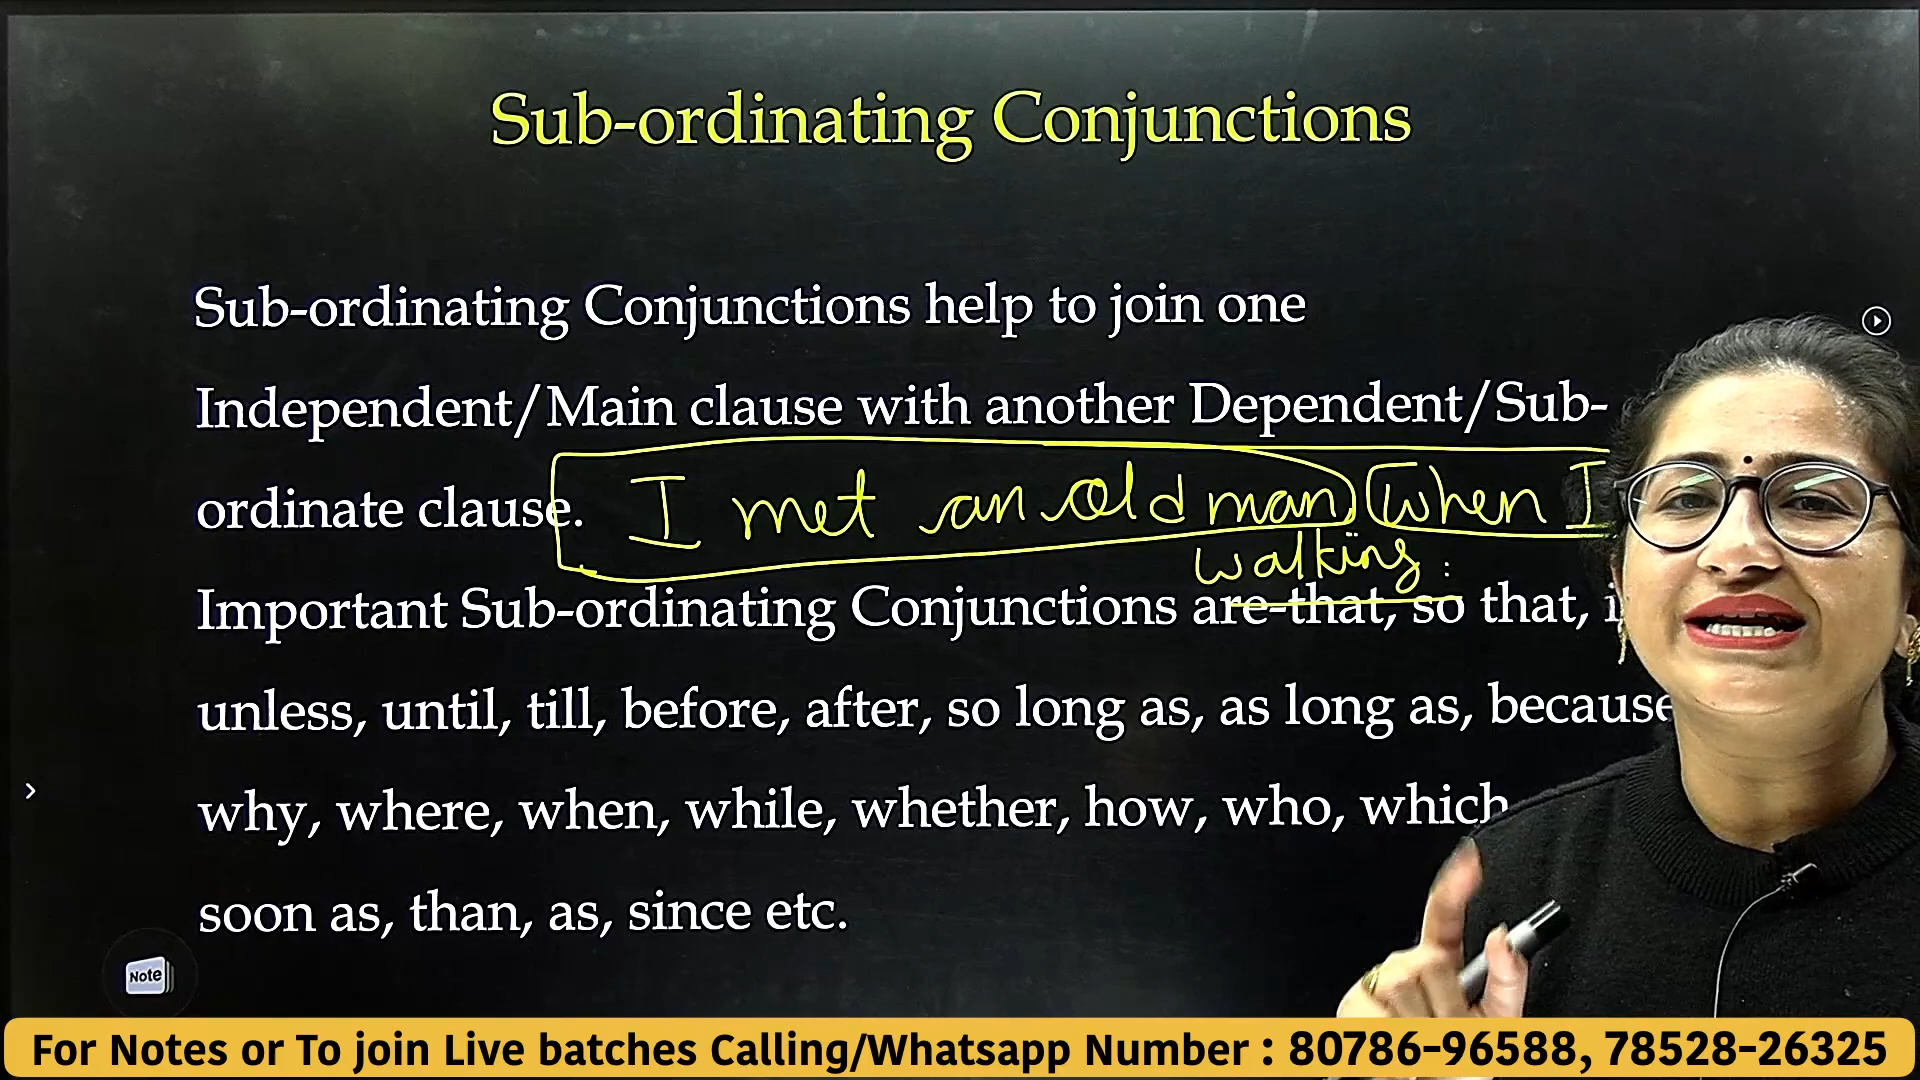 Sub-ordinating Conjunctions
Sub-ordinating Conjunctions help to join one
Independent/Main clause with another Dependent/Sub-
ordinate clause. I met an old man when I
walking.
Important Sub-ordinating Conjunctions are-that, so that,
unless, until, till, before, after, so long as, as long as, because
why, where, when, while, whether, how, who, which
soon as, than, as, since etc.
Note
For Notes or To join Live batches Calling/Whatsapp Number : 80786-96588, 78528-26325